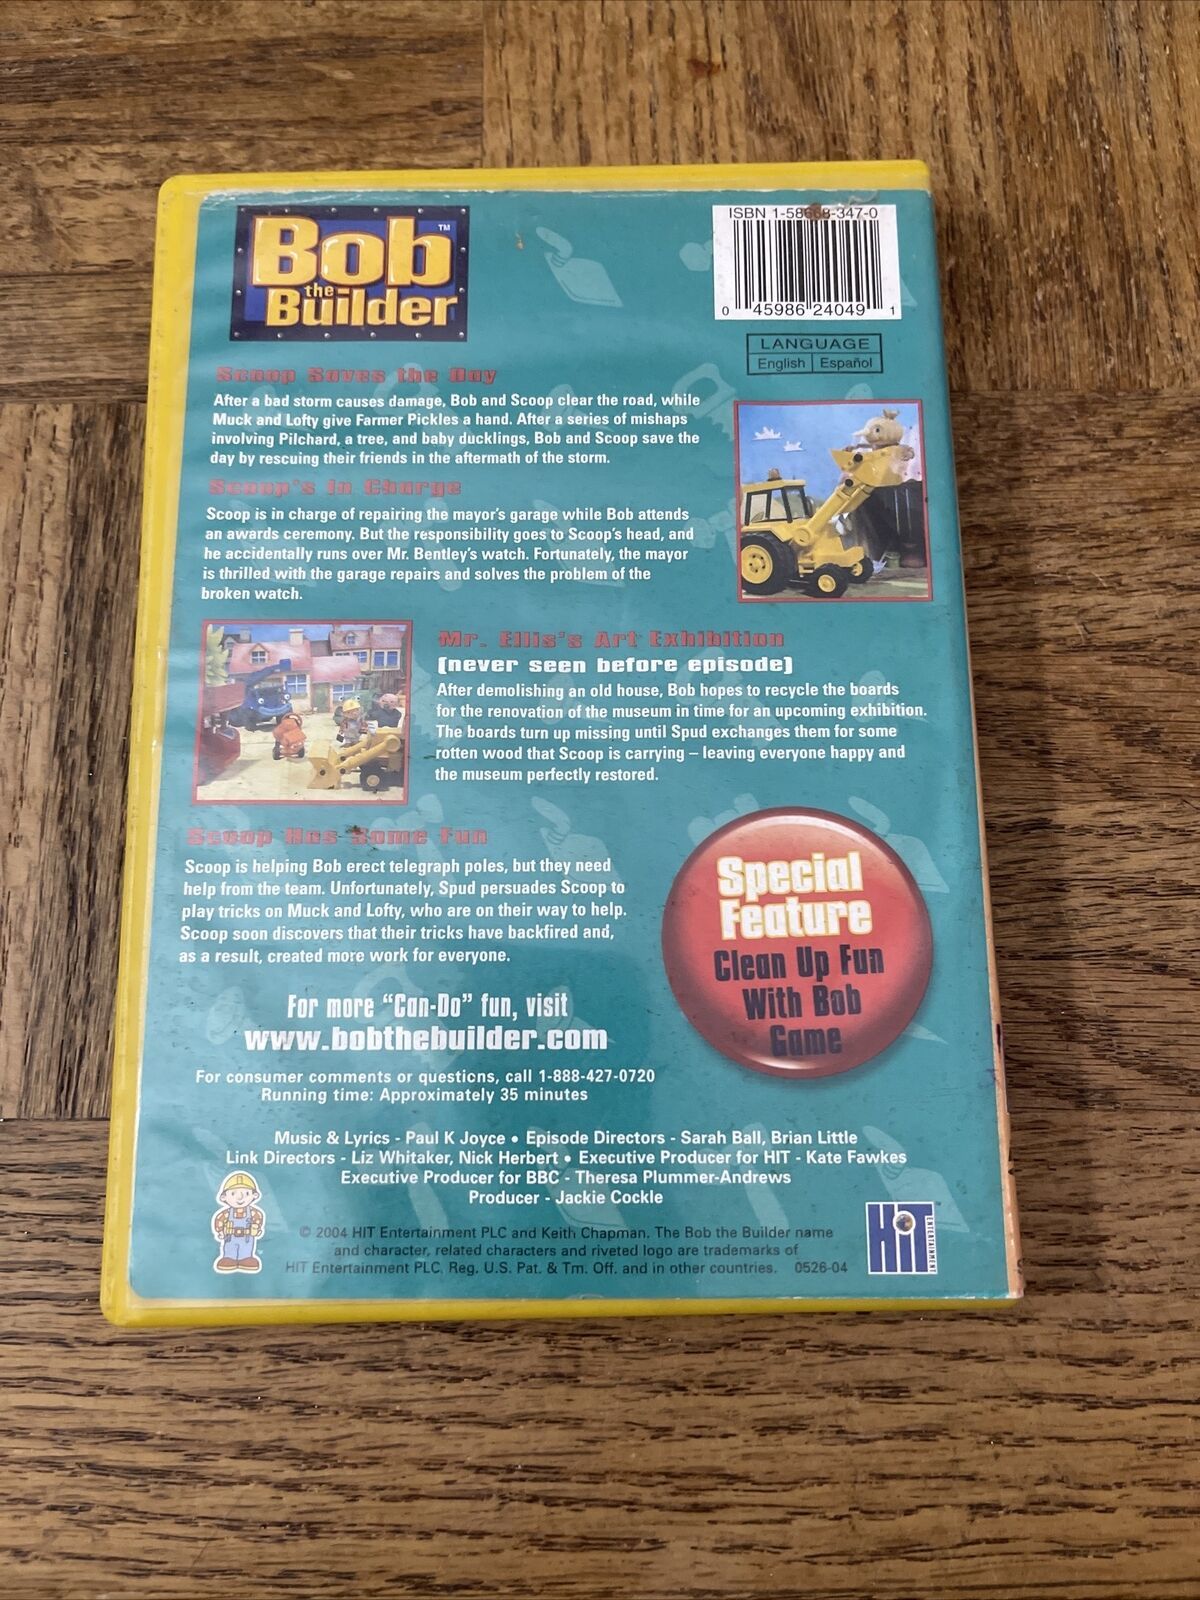 Bob
the
Builder™
ISBN 1-58668-347-0
0 45986 24049 1
LANGUAGE
English Español
Scoop Saves the Day
After a bad storm causes damage, Bob and Scoop clear the road, while
Muck and Lofty give Farmer Pickles a hand. After a series of mishaps
involving Pilchard, a tree, and baby ducklings, Bob and Scoop save the
day by rescuing their friends in the aftermath of the storm.
Scoop's in Charge
Scoop is in charge of repairing the mayor's garage while Bob attends
an awards ceremony. But the responsibility goes to Scoop's head, and
he accidentally runs over Mr. Bentley's watch. Fortunately, the mayor
is thrilled with the garage repairs and solves the problem of the
broken watch.
Mr. Ellis's Art Exhibition
(never seen before episode)
After demolishing an old house, Bob hopes to recycle the boards
for the renovation of the museum in time for an upcoming exhibition.
The boards turn up missing until Spud exchanges them for some
rotten wood that Scoop is carrying – leaving everyone happy and
the museum perfectly restored.
Scoop Has Some Fun
Scoop is helping Bob erect telegraph poles, but they need
help from the team. Unfortunately, Spud persuades Scoop to
play tricks on Muck and Lofty, who are on their way to help.
Scoop soon discovers that their tricks have backfired and,
as a result, created more work for everyone.
Special
Feature
Clean Up Fun
With Bob
Game
For more "Can-Do" fun, visit
www.bobthebuilder.com
For consumer comments or questions, call 1-888-427-0720
Running time: Approximately 35 minutes
Music & Lyrics - Paul K Joyce • Episode Directors - Sarah Ball, Brian Little
Link Directors - Liz Whitaker, Nick Herbert • Executive Producer for HIT - Kate Fawkes
Executive Producer for BBC - Theresa Plummer-Andrews
Producer - Jackie Cockle
© 2004 HIT Entertainment PLC and Keith Chapman. The Bob the Builder name
and character, related characters and riveted logo are trademarks of
HIT Entertainment PLC. Reg. U.S. Pat. & Tm. Off. and in other countries. 0526-04
HiT ENTERTAINMENT